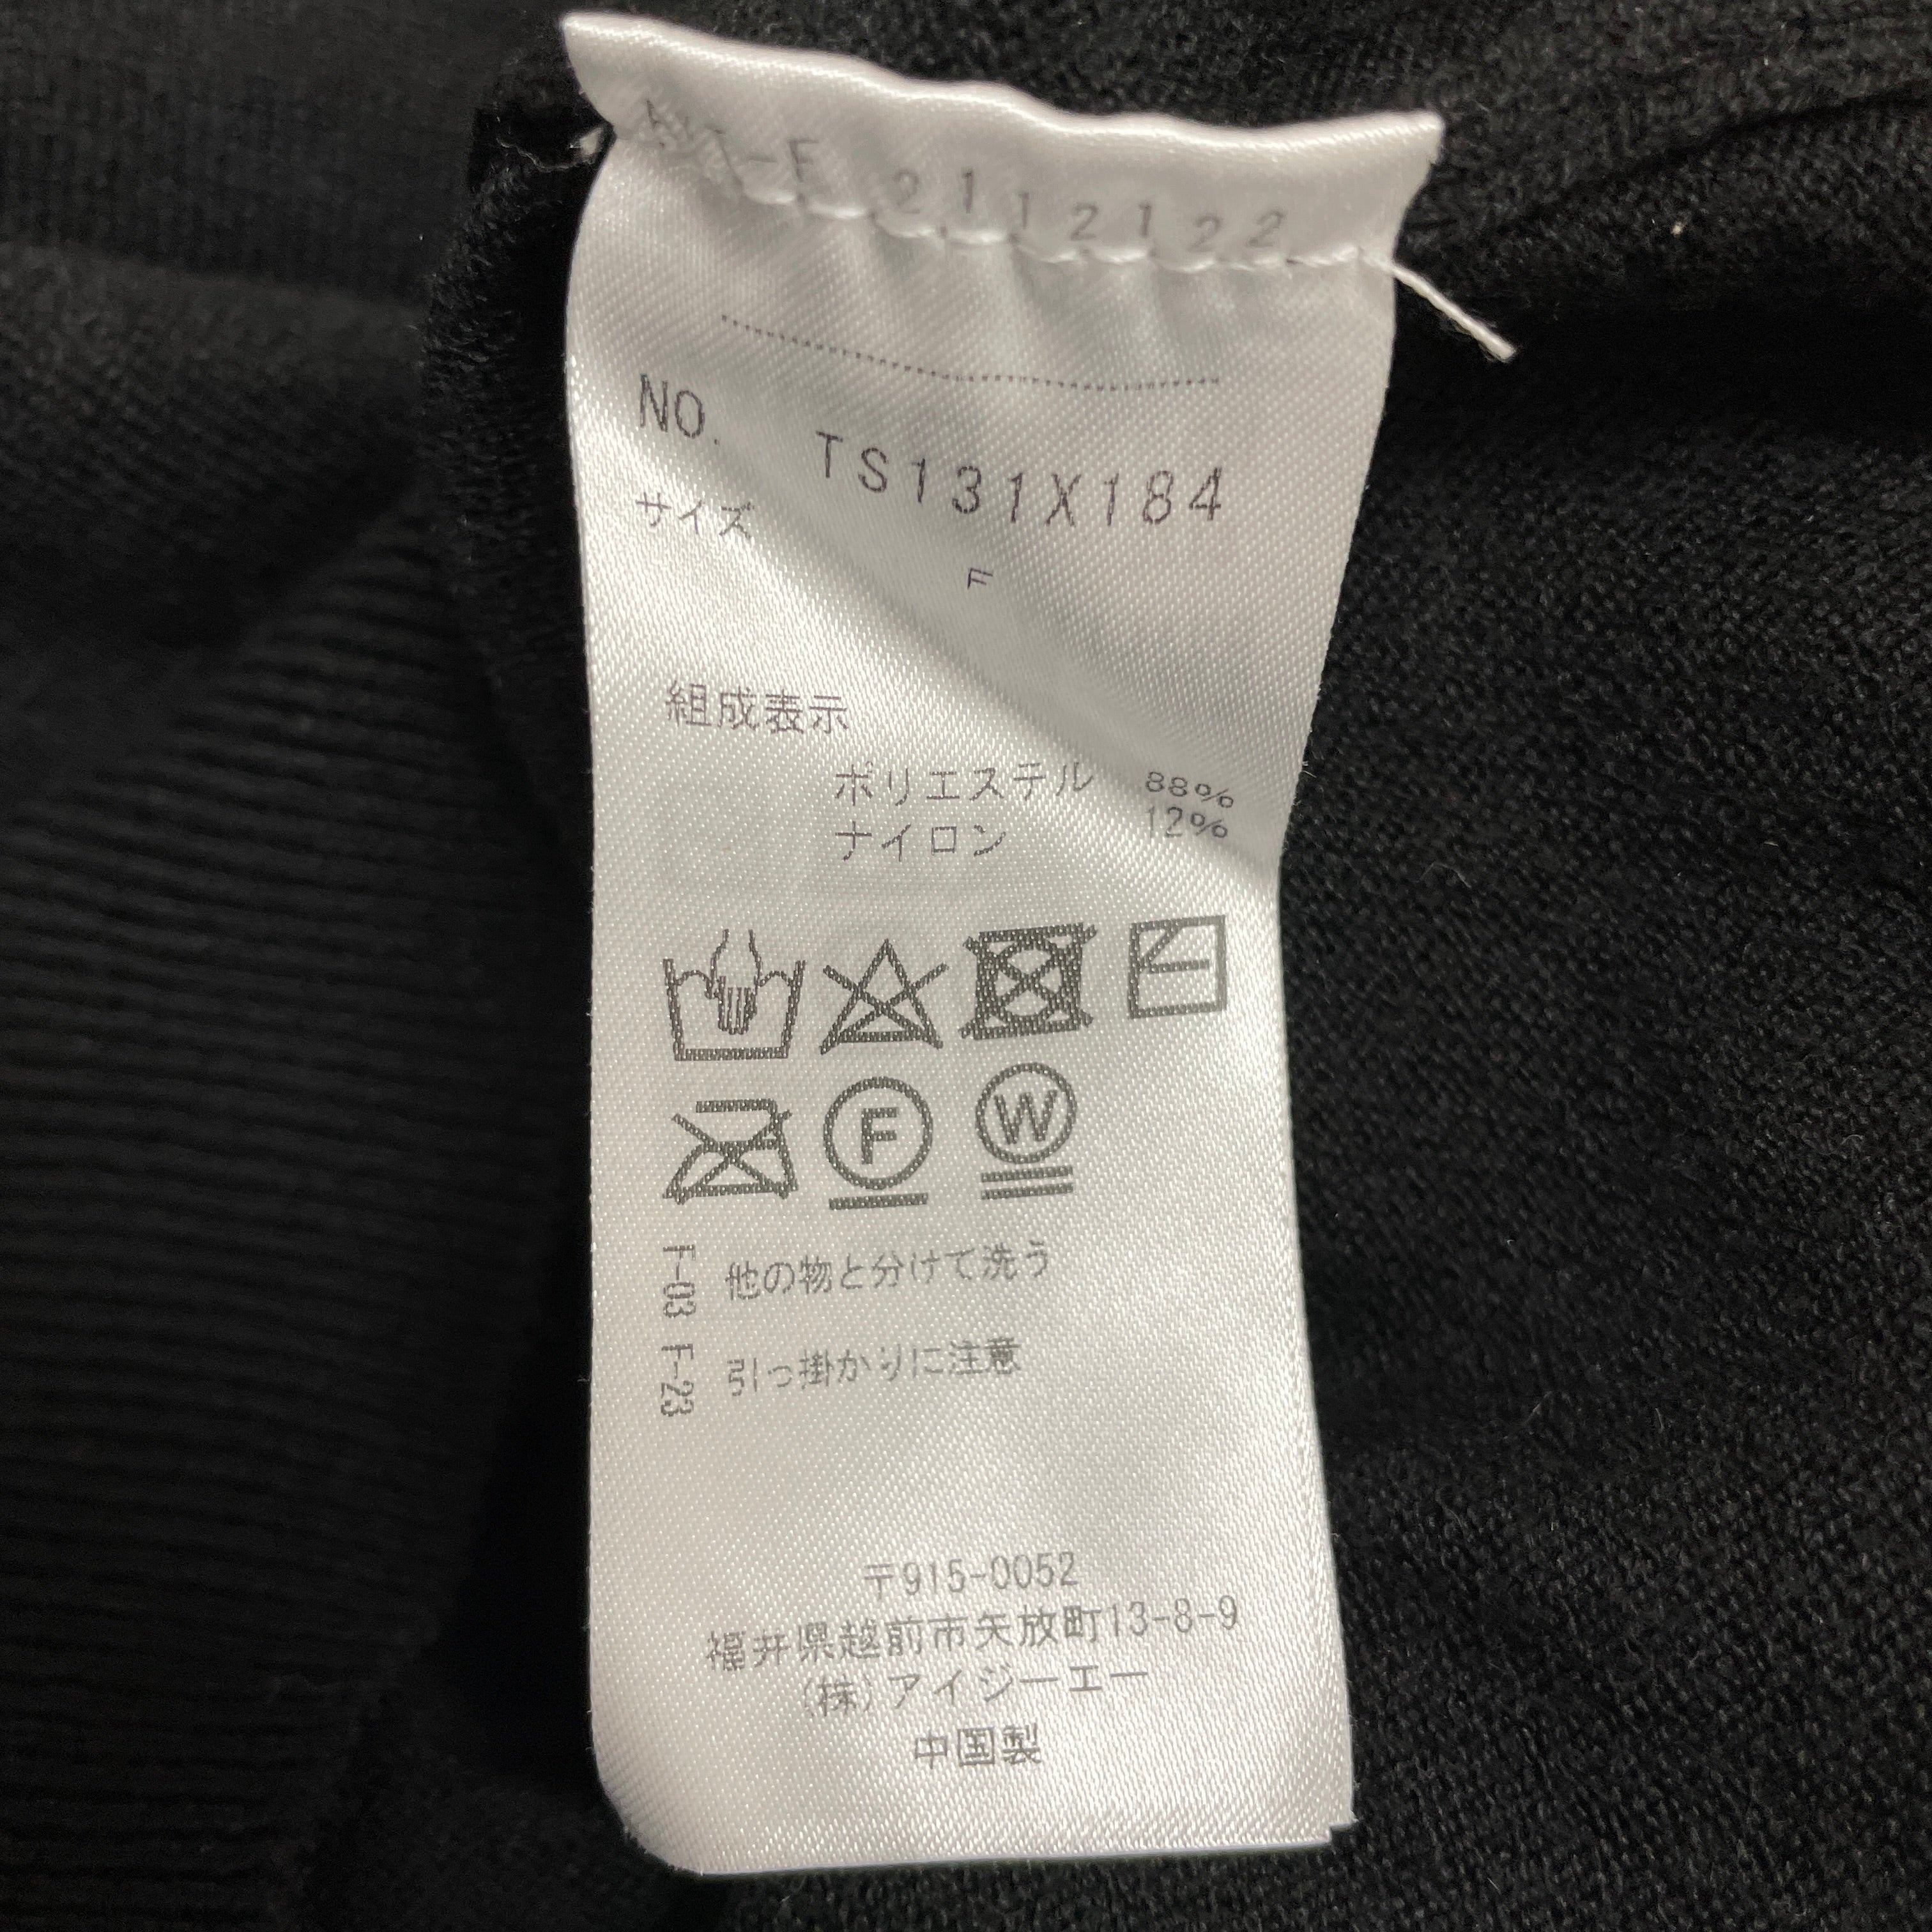 -F 2112122
NO. TS131X184
サイズ
F
組成表示
ポリエステル 88%
ナイロン 12%
F
W
F-03 他の物と分けて洗う
F-23 引っ掛かりに注意
〒915-0052
福井県越前市矢放町13-8-9
(株)アイジーエー
中国製